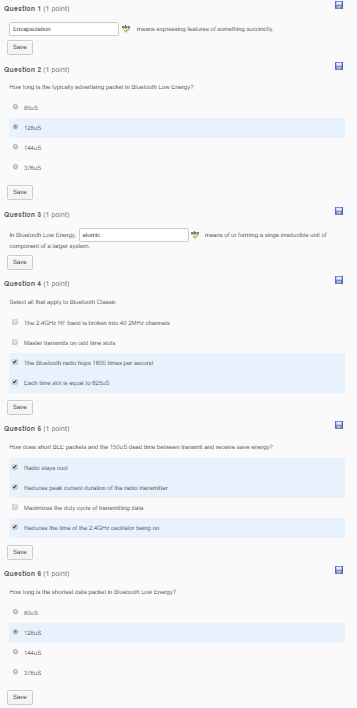 Question 1 (1 point)
Encapsulation means expressing features of something succinctly.
Save
Question 2 (1 point)
How long is the typically advertising packet in Bluetooth Low Energy?
80uS
128uS
144uS
376uS
Save
Question 3 (1 point)
In Bluetooth Low Energy, atomic means of or forming a singe irreducible unit of
component of a larger system.
Save
Question 4 (1 point)
Select all that apply to Bluetooth Classic
The 2.4GHz RF band is broken into 40 2MHz channels
Master transmits on odd time slots
The Bluetooth radio hops 1600 times per second
Each time slot is equal to 625uS
Save
Question 5 (1 point)
How does short BLE packets and the 150uS dead time between transmit and receive save energy?
Radio stays cool
Reduces peak current duration of the radio transmitter
Maximizes the duty cycle of transmitting data
Reduces the time of the 2.4GHz oscillator being on
Save
Question 6 (1 point)
How long is the shortest data packet in Bluetooth Low Energy?
80uS
128uS
144uS
376uS
Save